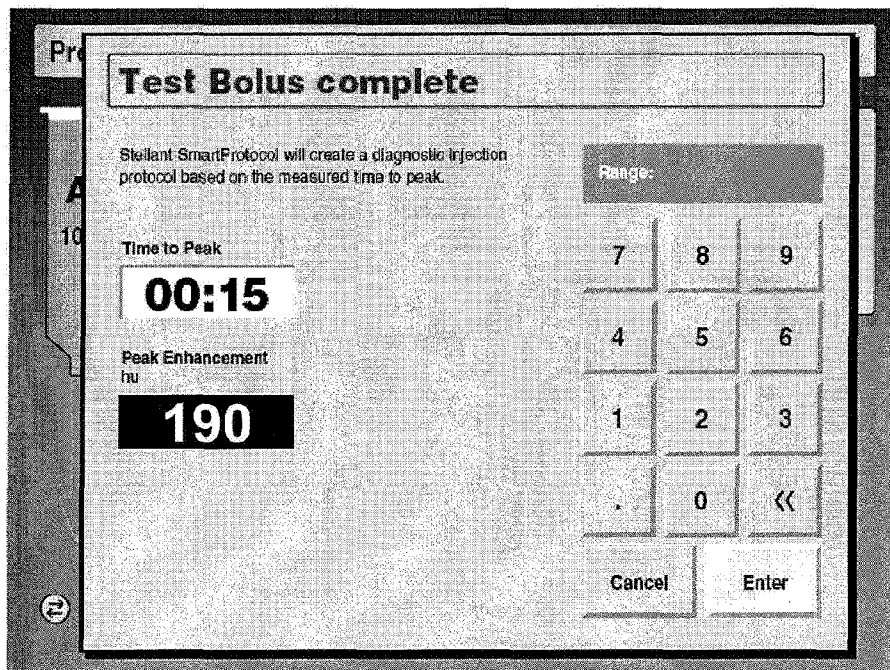 Pr
Test Bolus complete
Stellant SmartProtocol will create a diagnostic injection
protocol based on the measured time to peak.
Range:
A
10
Time to Peak
00:15
Peak Enhancement
hu
190
7 8 9
4 5 6
1 2 3
. 0 <<
Cancel Enter